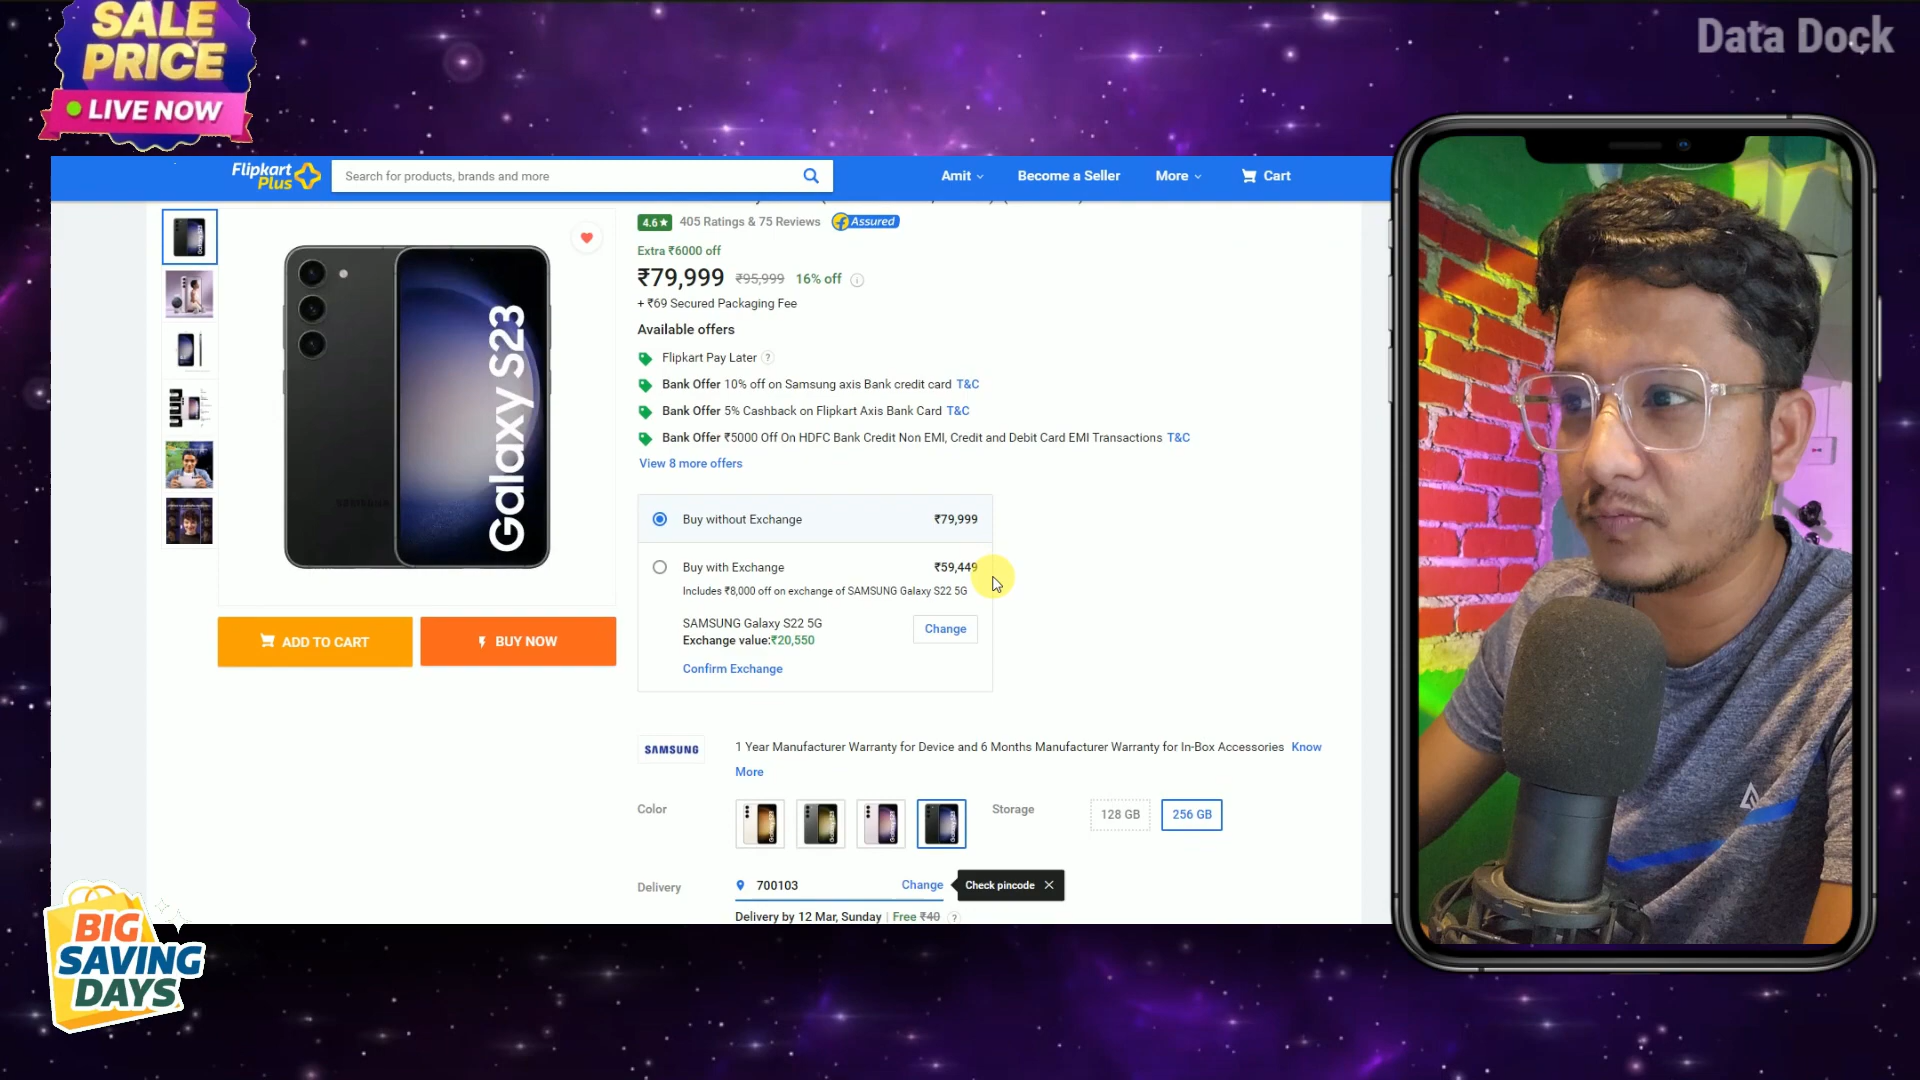 SALE
PRICE
LIVE NOW
Data Dock
Flipkart
Plus
Search for products, brands and more
Amit
Become a Seller
More
Cart
4.6★ 405 Ratings & 75 Reviews Assured
Extra ₹6000 off
₹79,999 ₹95,999 16% off
+ ₹69 Secured Packaging Fee
Available offers
Flipkart Pay Later ?
Bank Offer 10% off on Samsung axis Bank credit card T&C
Bank Offer 5% Cashback on Flipkart Axis Bank Card T&C
Bank Offer ₹5000 Off On HDFC Bank Credit Non EMI, Credit and Debit Card EMI Transactions T&C
View 8 more offers
Galaxy S23
SAMSUNG
Buy without Exchange ₹79,999
Buy with Exchange ₹59,449
Includes ₹8,000 off on exchange of SAMSUNG Galaxy S22 5G
SAMSUNG Galaxy S22 5G
Exchange value:₹20,550
Change
Confirm Exchange
ADD TO CART
BUY NOW
SAMSUNG
1 Year Manufacturer Warranty for Device and 6 Months Manufacturer Warranty for In-Box Accessories Know
More
Color
Storage
128 GB
256 GB
Delivery
700103
Change
Check pincode
Delivery by 12 Mar, Sunday | Free ₹40 ?
BIG
SAVING
DAYS